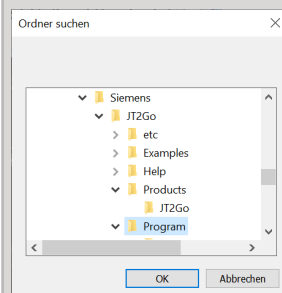 Ordner suchen
Siemens
JT2Go
etc
Examples
Help
Products
JT2Go
Program
OK Abbrechen